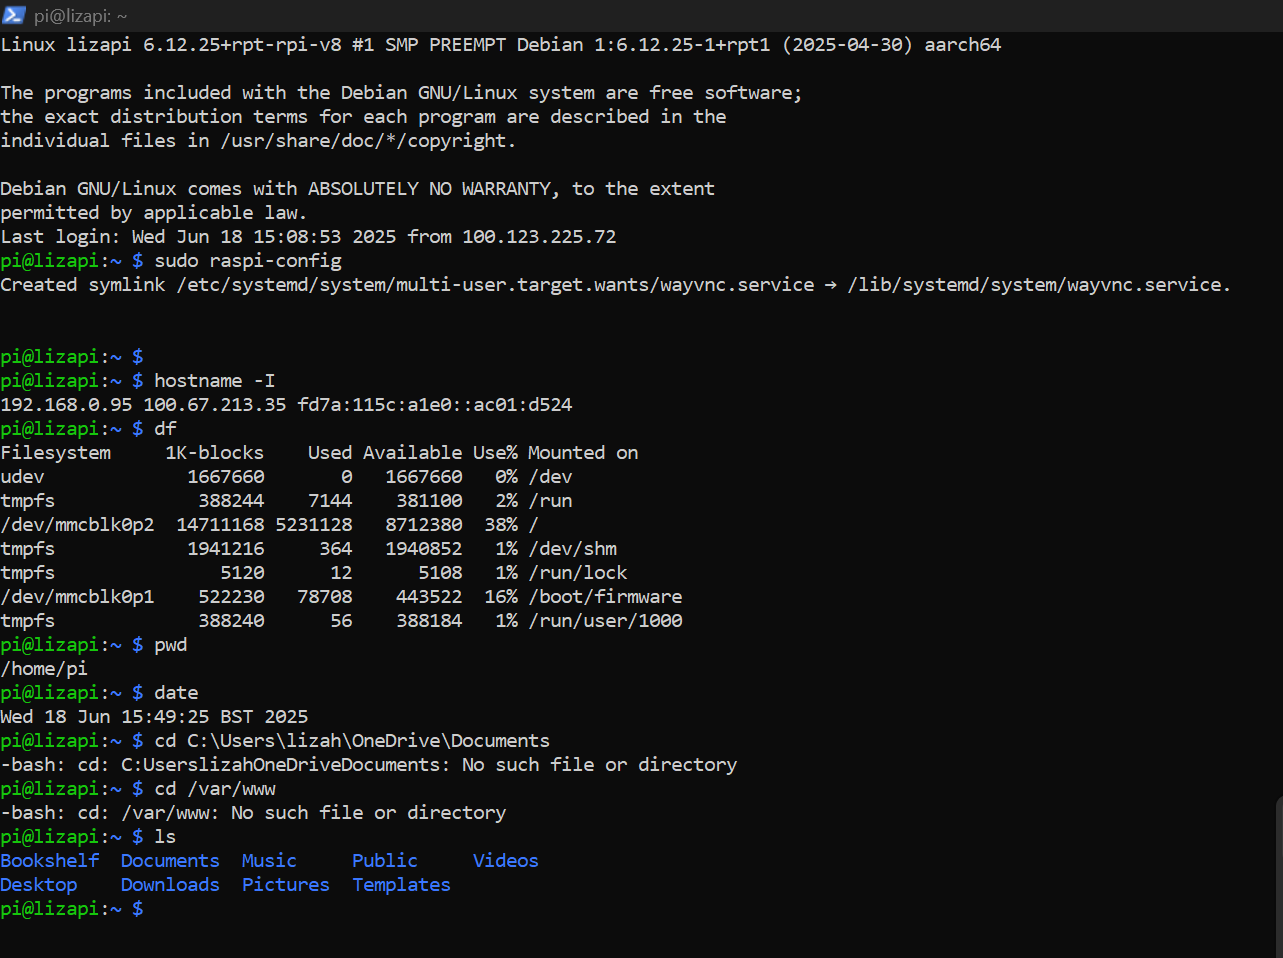 pi@lizapi: ~
Linux lizapi 6.12.25+rpt-rpi-v8 #1 SMP PREEMPT Debian 1:6.12.25-1+rpt1 (2025-04-30) aarch64
The programs included with the Debian GNU/Linux system are free software;
the exact distribution terms for each program are described in the
individual files in /usr/share/doc/*/copyright.
Debian GNU/Linux comes with ABSOLUTELY NO WARRANTY, to the extent
permitted by applicable law.
Last login: Wed Jun 18 15:08:53 2025 from 100.123.225.72
pi@lizapi:~ $ sudo raspi-config
Created symlink /etc/systemd/system/multi-user.target.wants/wayvnc.service → /lib/systemd/system/wayvnc.service.
pi@lizapi:~ $
pi@lizapi:~ $ hostname -I
192.168.0.95 100.67.213.35 fd7a:115c:a1e0::ac01:d524
pi@lizapi:~ $ df
Filesystem     1K-blocks    Used Available Use% Mounted on
udev             1667660       0   1667660   0% /dev
tmpfs             388244    7144    381100   2% /run
/dev/mmcblk0p2  14711168 5231128   8712380  38% /
tmpfs            1941216     364   1940852   1% /dev/shm
tmpfs               5120      12      5108   1% /run/lock
/dev/mmcblk0p1    522230   78708    443522  16% /boot/firmware
tmpfs             388240      56    388184   1% /run/user/1000
pi@lizapi:~ $ pwd
/home/pi
pi@lizapi:~ $ date
Wed 18 Jun 15:49:25 BST 2025
pi@lizapi:~ $ cd C:\Users\lizah\OneDrive\Documents
-bash: cd: C:UserslizahOneDriveDocuments: No such file or directory
pi@lizapi:~ $ cd /var/www
-bash: cd: /var/www: No such file or directory
pi@lizapi:~ $ ls
Bookshelf  Documents  Music     Public     Videos
Desktop    Downloads  Pictures  Templates
pi@lizapi:~ $